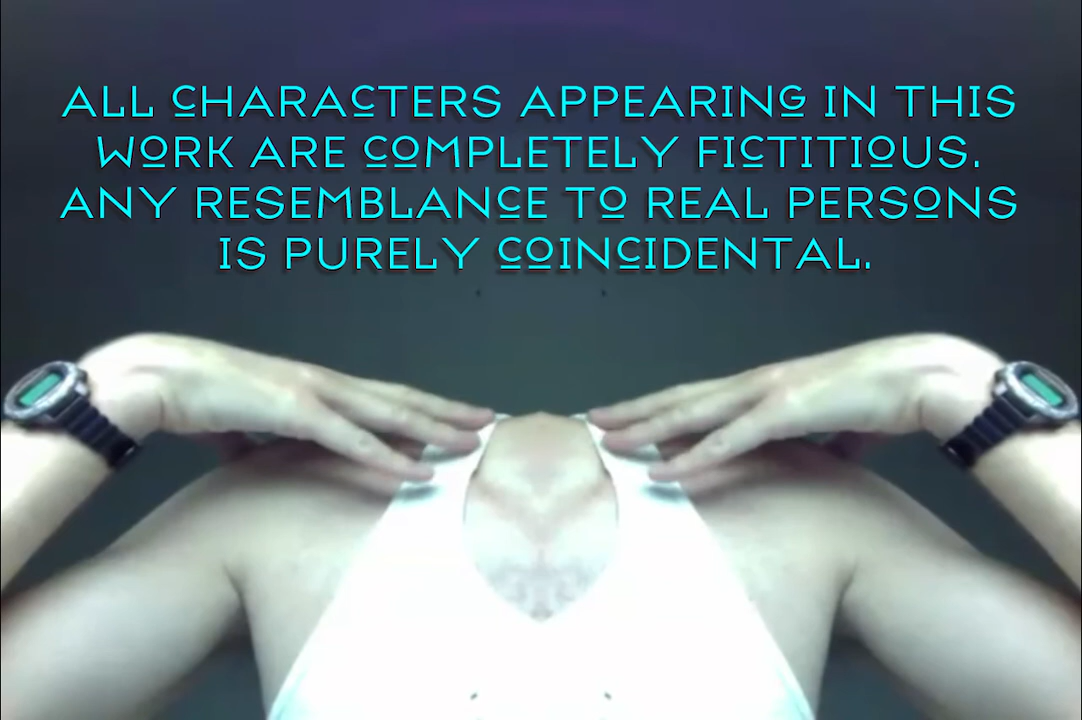 ALL CHARACTERS APPEARING IN THIS
WORK ARE COMPLETELY FICTITIOUS.
ANY RESEMBLANCE TO REAL PERSONS
IS PURELY COINCIDENTAL.